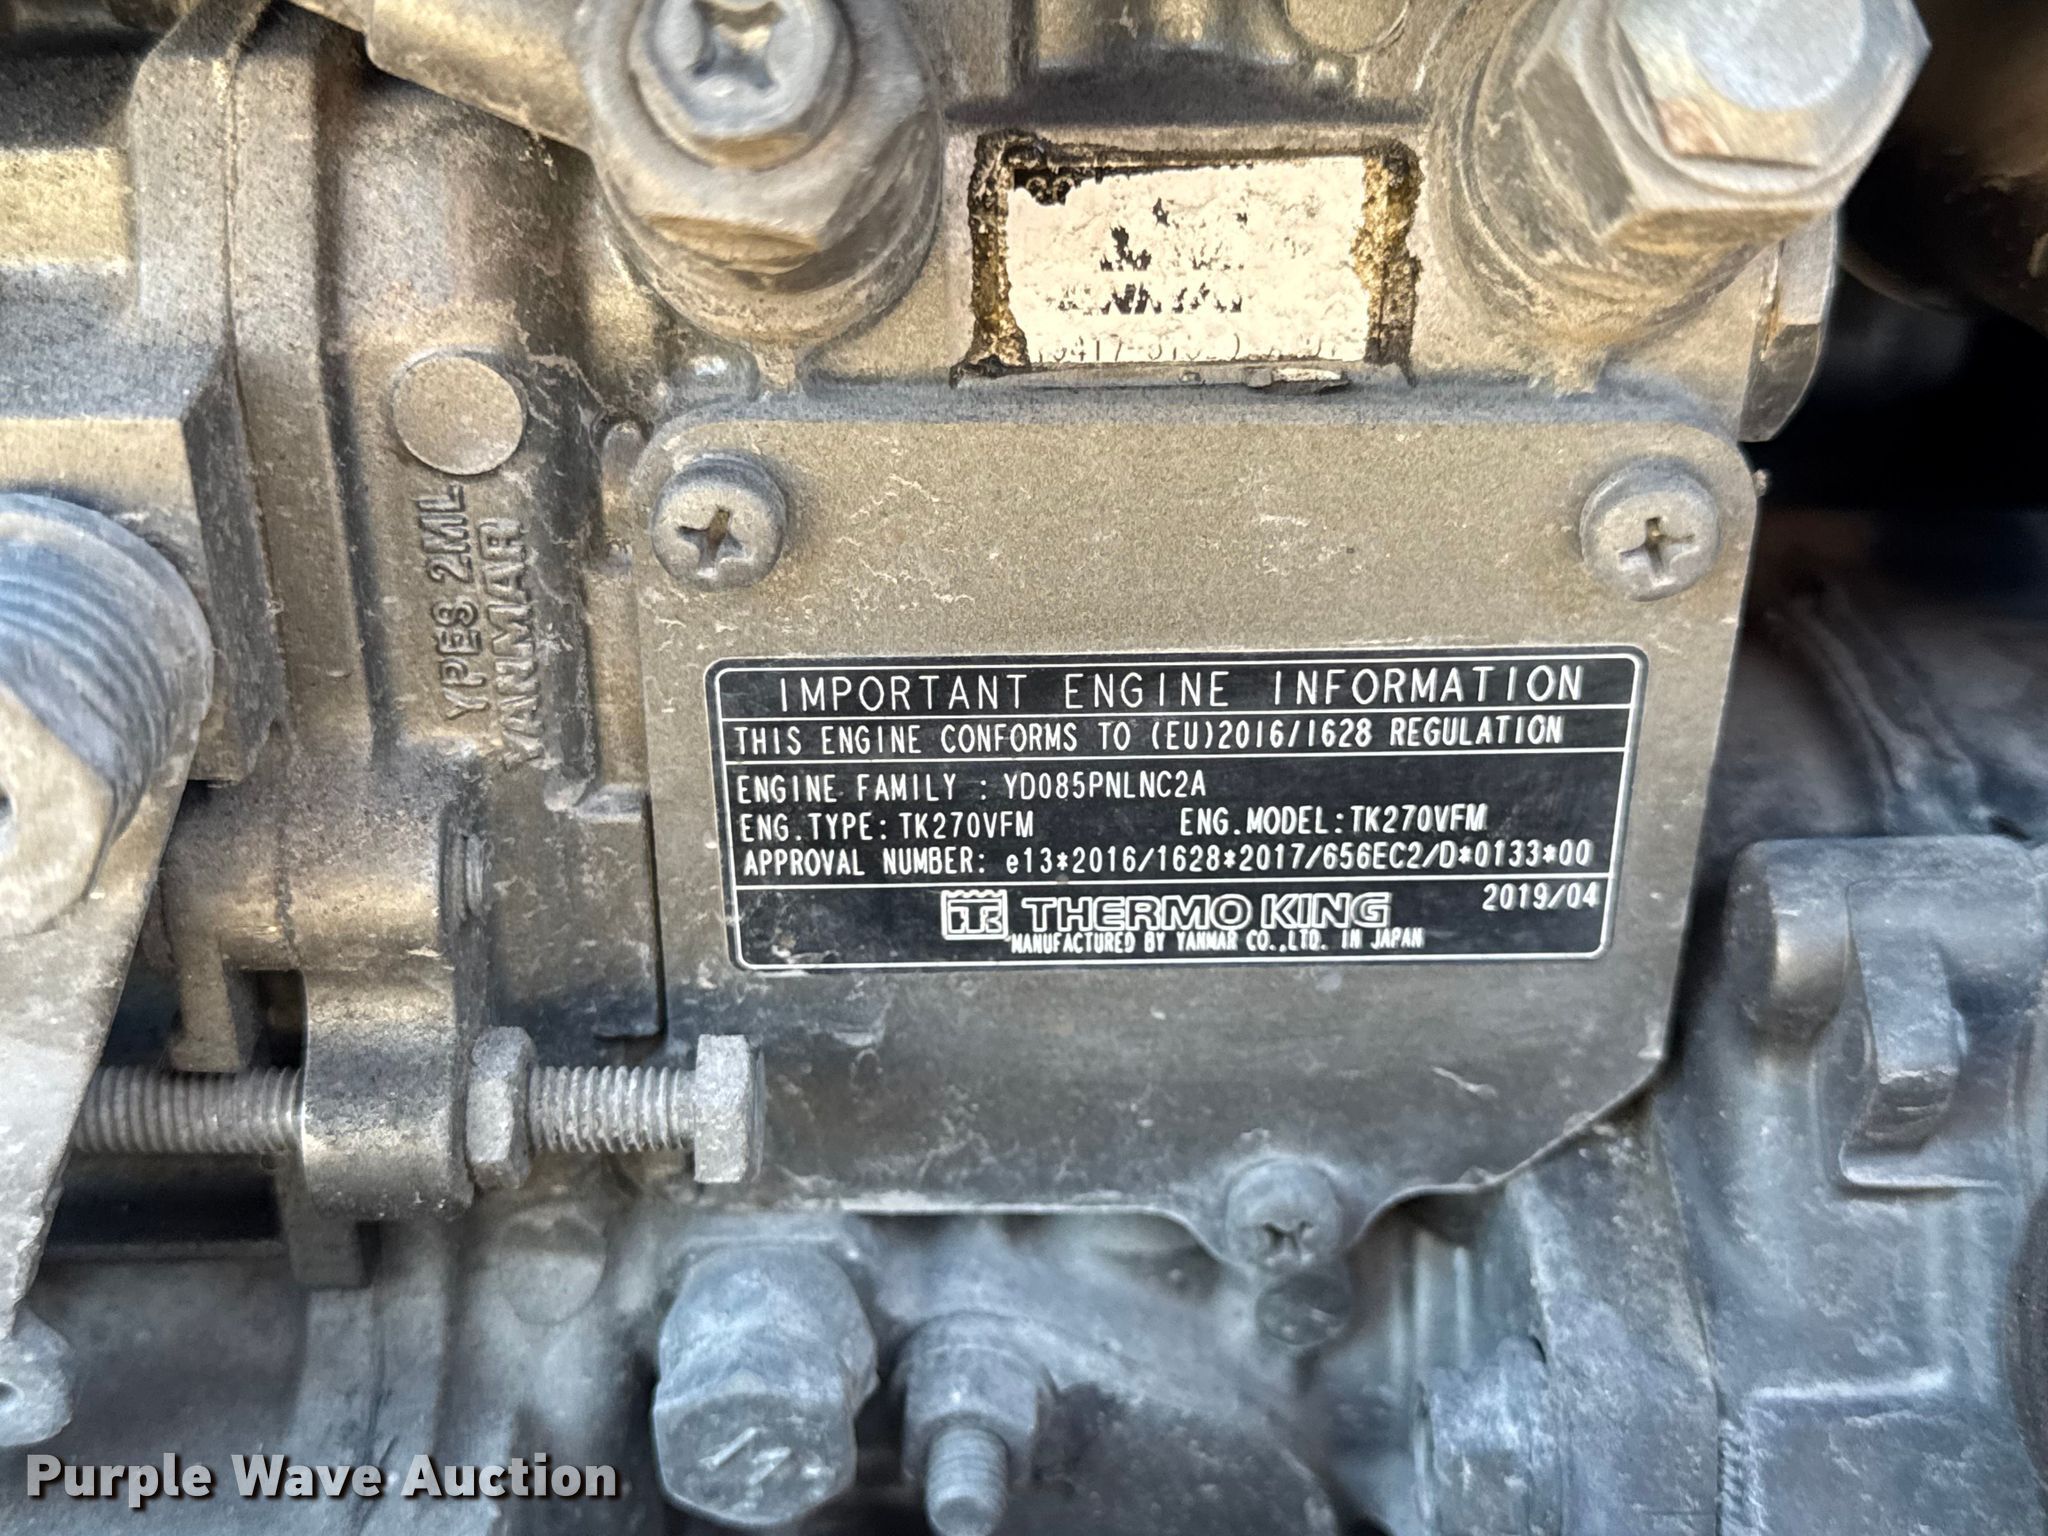 YPES 2ML
YANMAR
IMPORTANT ENGINE INFORMATION
THIS ENGINE CONFORMS TO (EU)2016/1628 REGULATION
ENGINE FAMILY : YD085PNLNC2A
ENG.TYPE: TK270VFM ENG.MODEL: TK270VFM
APPROVAL NUMBER: e13*2016/1628*2017/656EC2/D*0133*00
THERMO KING 2019/04
MANUFACTURED BY YANMAR CO.,LTD. IN JAPAN
Purple Wave Auction